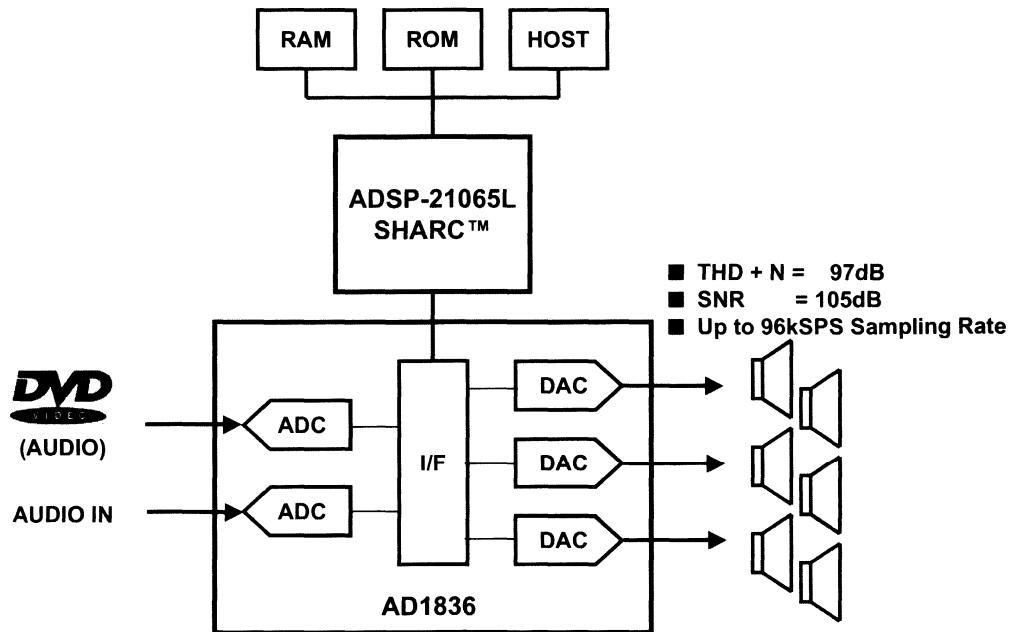 RAM
ROM
HOST
ADSP-21065L
SHARC™
■ THD + N = 97dB
■ SNR = 105dB
■ Up to 96kSPS Sampling Rate
DVD
VIDEO
(AUDIO)
AUDIO IN
ADC
ADC
I/F
DAC
DAC
DAC
AD1836